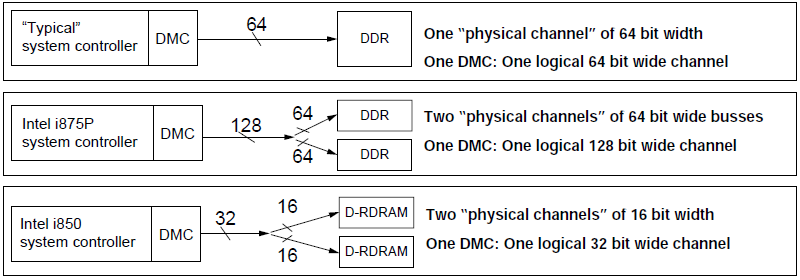 “Typical”
system controller
DMC
64
DDR
One “physical channel” of 64 bit width
One DMC: One logical 64 bit wide channel
Intel i875P
system controller
DMC
128
64
64
DDR
DDR
Two “physical channels” of 64 bit wide busses
One DMC: One logical 128 bit wide channel
Intel i850
system controller
DMC
32
16
16
D-RDRAM
D-RDRAM
Two “physical channels” of 16 bit width
One DMC: One logical 32 bit wide channel